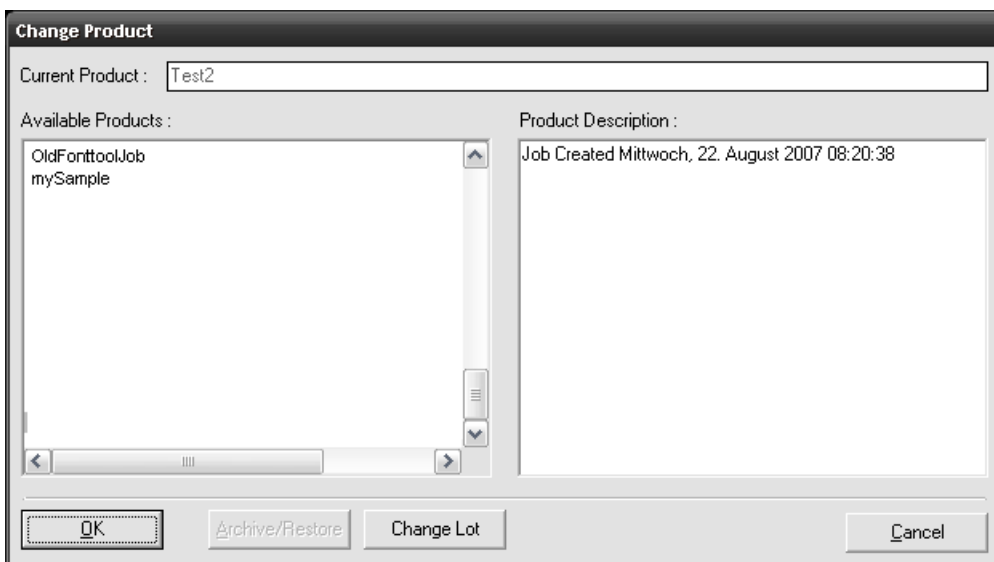 Change Product
Current Product : Test2
Available Products :
OldFonttoolJob
mySample
Product Description :
Job Created Mittwoch, 22. August 2007 08:20:38
OK
Archive/Restore
Change Lot
Cancel